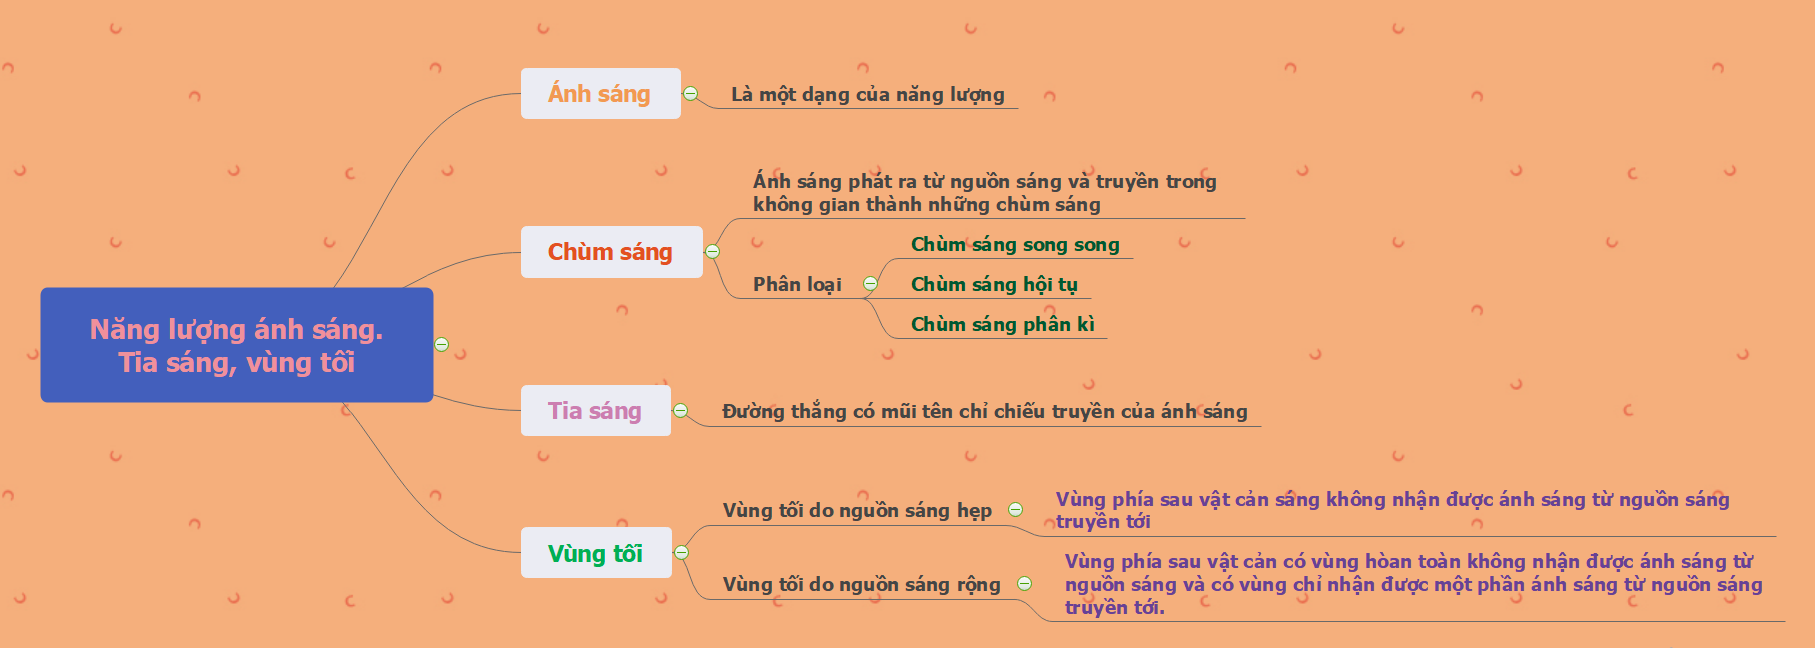 Năng lượng ánh sáng.
Tia sáng, vùng tối
Ánh sáng
Là một dạng của năng lượng
Chùm sáng
Ánh sáng phát ra từ nguồn sáng và truyền trong
không gian thành những chùm sáng
Phân loại
Chùm sáng song song
Chùm sáng hội tụ
Chùm sáng phân kì
Tia sáng
Đường thẳng có mũi tên chỉ chiếu truyền của ánh sáng
Vùng tối
Vùng tối do nguồn sáng hẹp
Vùng phía sau vật cản sáng không nhận được ánh sáng từ nguồn sáng
truyền tới
Vùng tối do nguồn sáng rộng
Vùng phía sau vật cản có vùng hòan toàn không nhận được ánh sáng từ
nguồn sáng và có vùng chỉ nhận được một phần ánh sáng từ nguồn sáng
truyền tới.